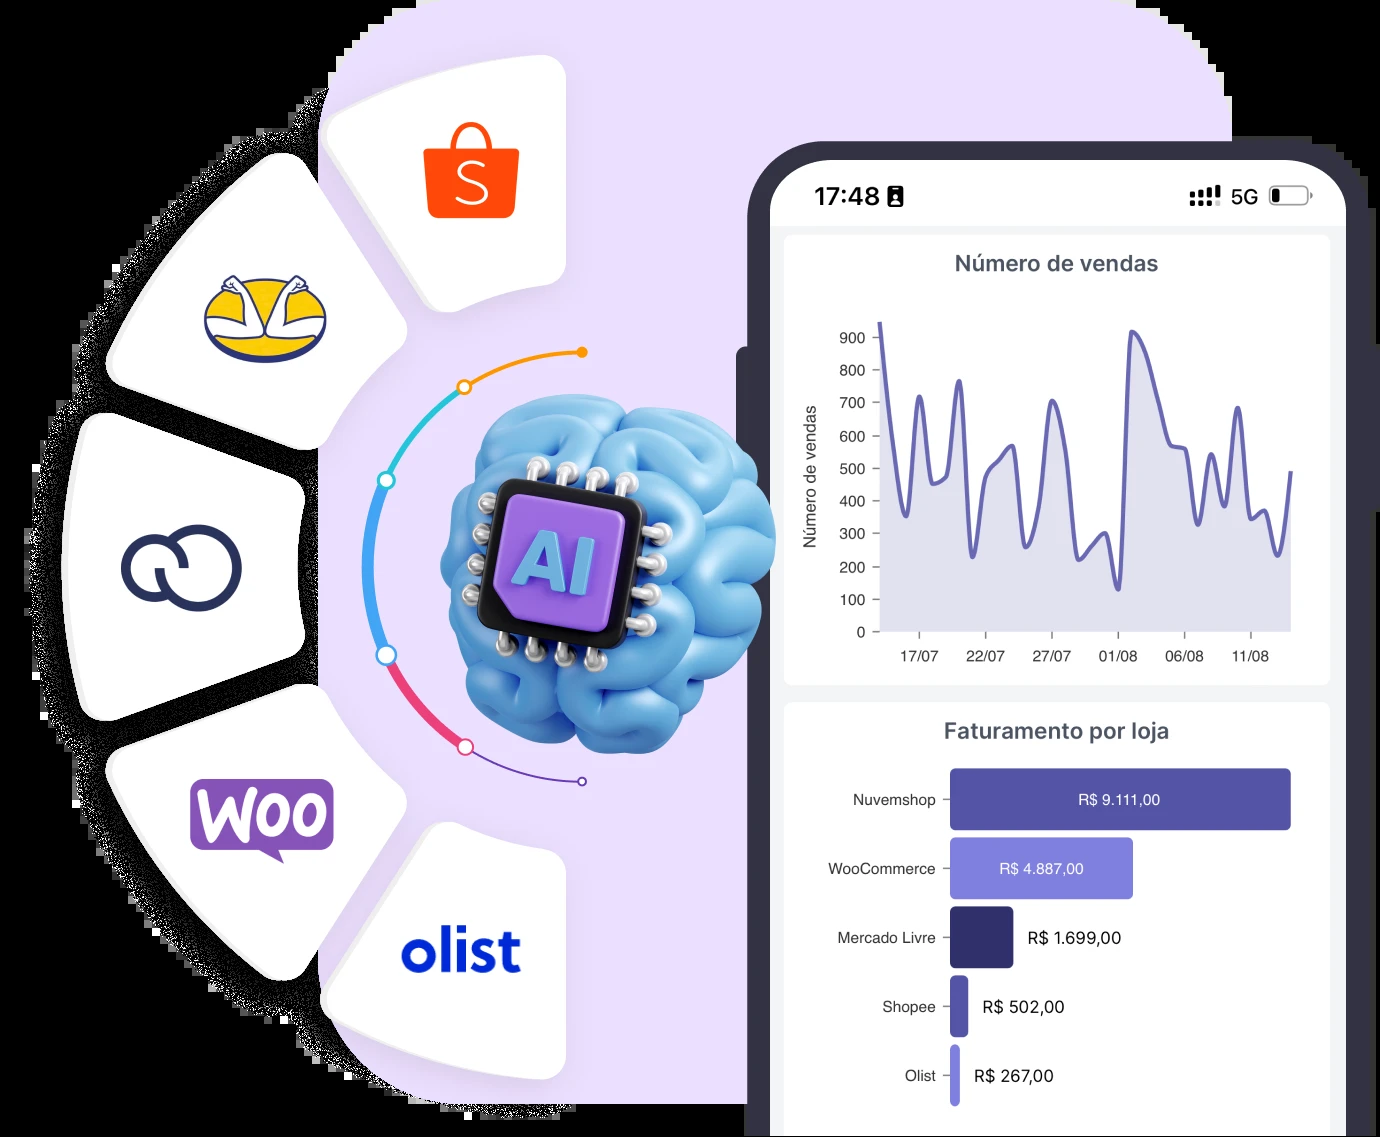 S
WOO
olist
AI
17:48
5G
Número de vendas
Número de vendas
900
800
700
600
500
400
300
200
100
0
17/07 22/07 27/07 01/08 06/08 11/08
Faturamento por loja
Nuvemshop R$ 9.111,00
WooCommerce R$ 4.887,00
Mercado Livre R$ 1.699,00
Shopee R$ 502,00
Olist R$ 267,00